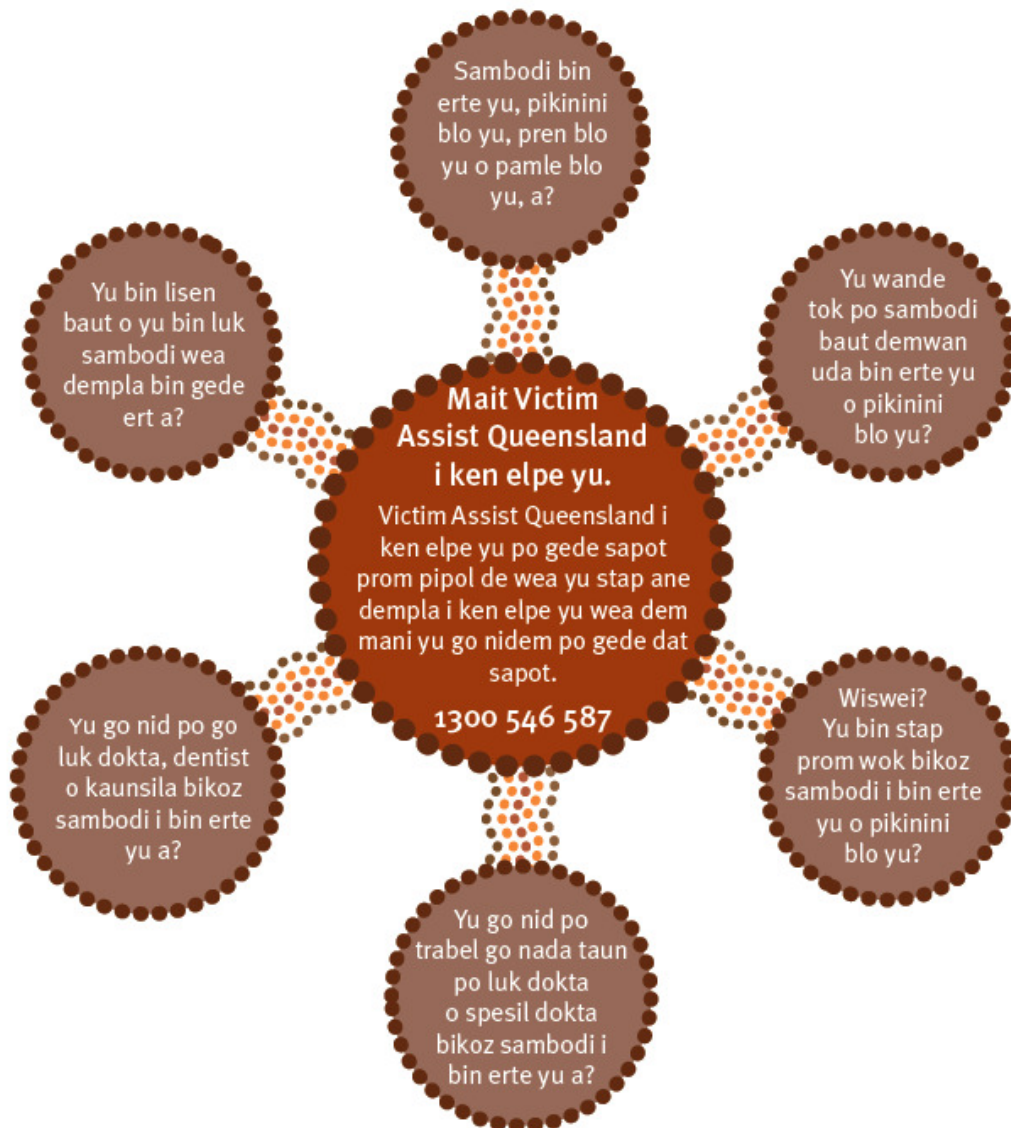 Sambodi bin
erte yu, pikinini
blo yu, pren blo
yu o pamle blo
yu, a?
Yu wande
tok po sambodi
baut demwan
uda bin erte yu
o pikinini
blo yu?
Wiswei?
Yu bin stap
prom wok bikoz
sambodi i bin erte
yu o pikinini
blo yu?
Yu go nid po
trabel go nada taun
po luk dokta
o spesil dokta
bikoz sambodi i
bin erte yu a?
Yu go nid po go
luk dokta, dentist
o kaunsila bikoz
sambodi i bin erte
yu a?
Yu bin lisen
baut o yu bin luk
sambodi wea
dempla bin gede
ert a?
Mait Victim
Assist Queensland
i ken elpe yu.
Victim Assist Queensland i
ken elpe yu po gede sapot
prom pipol de wea yu stap ane
dempla i ken elpe yu wea dem
mani yu go nidem po gede dat
sapot.
1300 546 587